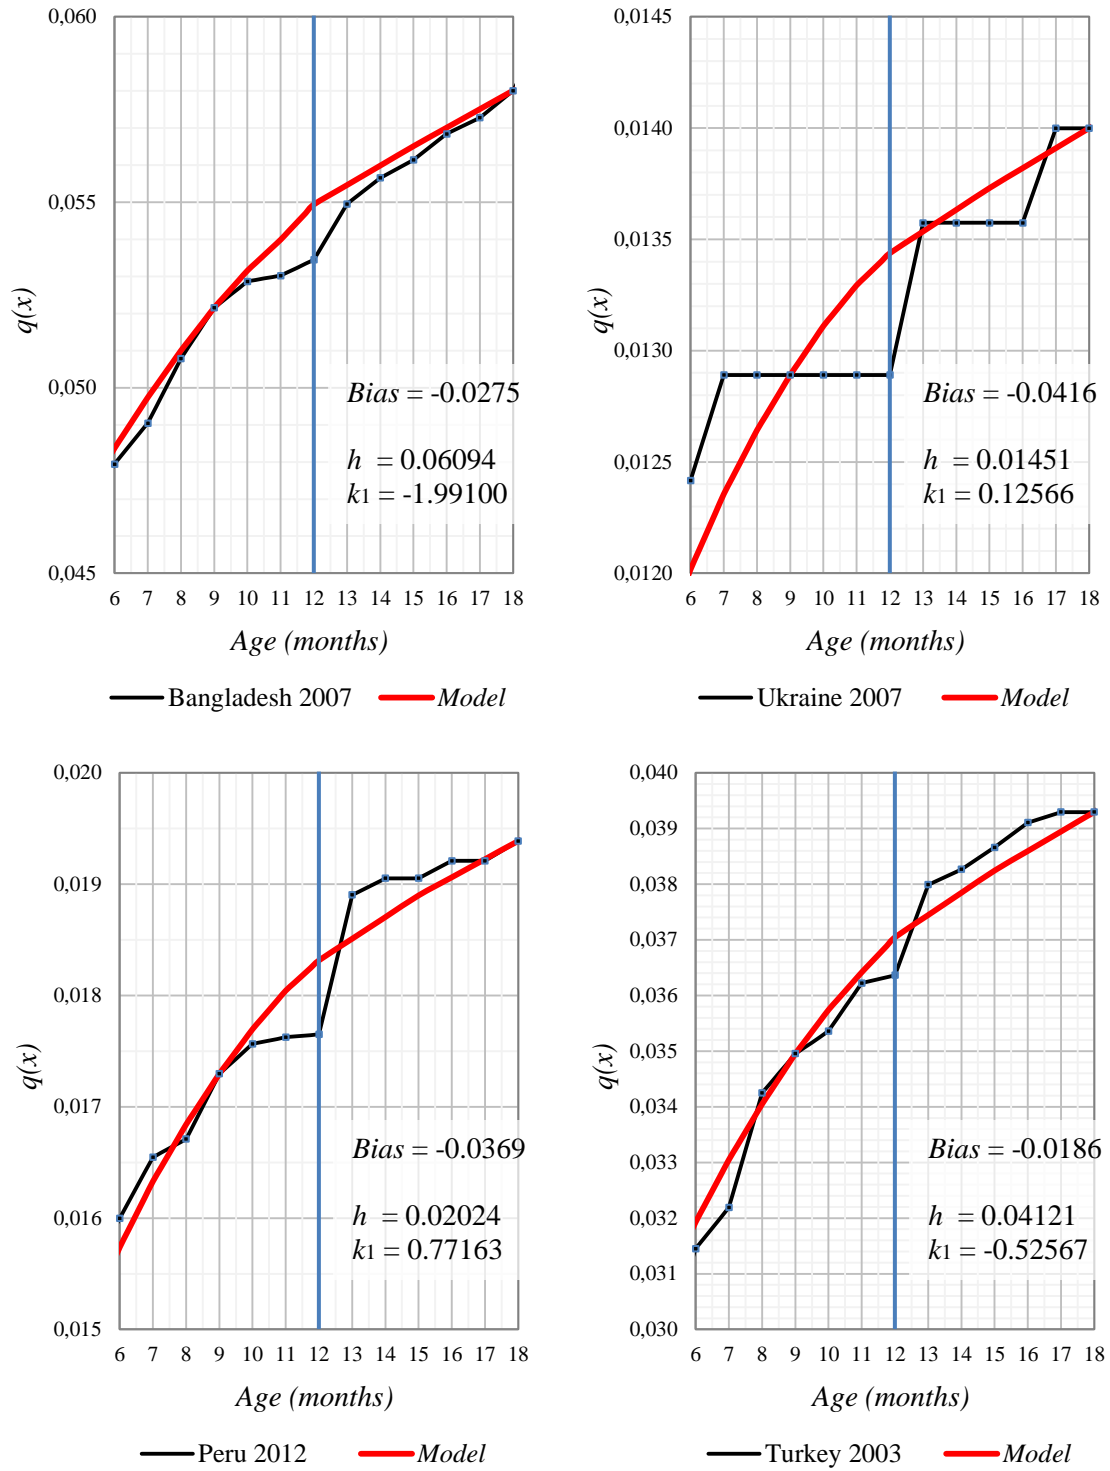 0,060
0,055
0,050
0,045
q(x)
Bias = -0.0275
h = 0.06094
k1 = -1.99100
6 7 8 9 10 11 12 13 14 15 16 17 18
Age (months)
Bangladesh 2007 Model
0,0145
0,0140
0,0135
0,0130
0,0125
0,0120
q(x)
Bias = -0.0416
h = 0.01451
k1 = 0.12566
6 7 8 9 10 11 12 13 14 15 16 17 18
Age (months)
Ukraine 2007 Model
0,020
0,019
0,018
0,017
0,016
0,015
q(x)
Bias = -0.0369
h = 0.02024
k1 = 0.77163
6 7 8 9 10 11 12 13 14 15 16 17 18
Age (months)
Peru 2012 Model
0,040
0,039
0,038
0,037
0,036
0,035
0,034
0,033
0,032
0,031
0,030
q(x)
Bias = -0.0186
h = 0.04121
k1 = -0.52567
6 7 8 9 10 11 12 13 14 15 16 17 18
Age (months)
Turkey 2003 Model